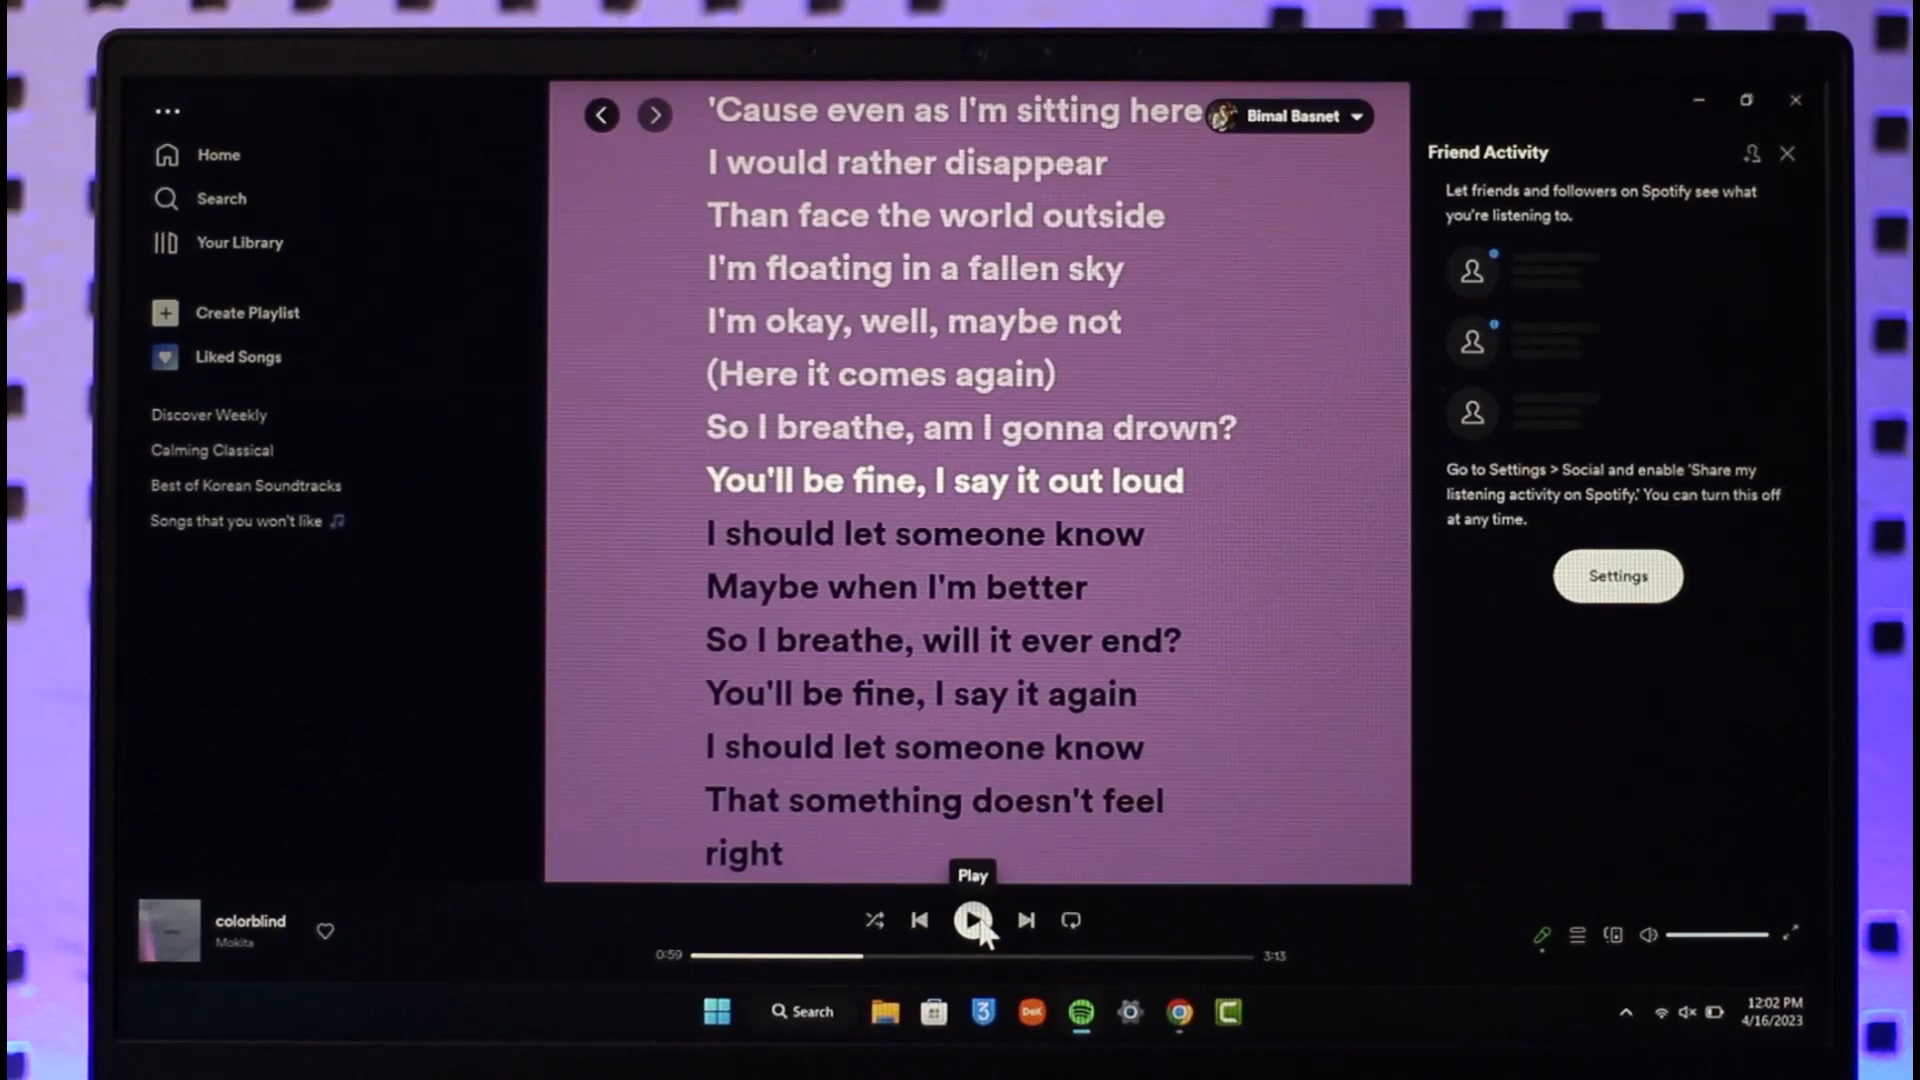 Home
Search
Your Library
Create Playlist
Liked Songs
Discover Weekly
Calming Classical
Best of Korean Soundtracks
Songs that you won't like
'Cause even as I'm sitting here
I would rather disappear
Than face the world outside
I'm floating in a fallen sky
I'm okay, well, maybe not
(Here it comes again)
So I breathe, am I gonna drown?
You'll be fine, I say it out loud
I should let someone know
Maybe when I'm better
So I breathe, will it ever end?
You'll be fine, I say it again
I should let someone know
That something doesn't feel
right
Bimal Basnet
Friend Activity
Let friends and followers on Spotify see what
you're listening to.
Go to Settings > Social and enable 'Share my
listening activity on Spotify.' You can turn this off
at any time.
Settings
Play
colorblind
Mokita
0:59
3:13
Search
3
DeX
12:02 PM
4/16/2023